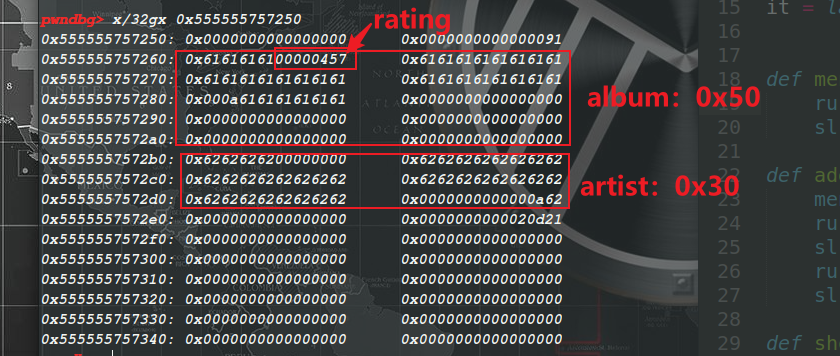 pwndbg> x/32gx 0x555555757250
rating
0x555555757250: 0x0000000000000000 0x0000000000000091
0x555555757260: 0x6161616100000457 0x6161616161616161
0x555555757270: 0x6161616161616161 0x6161616161616161
0x555555757280: 0x000a616161616161 0x0000000000000000
0x555555757290: 0x0000000000000000 0x0000000000000000
0x5555557572a0: 0x0000000000000000 0x0000000000000000
album: 0x50
0x5555557572b0: 0x6262626200000000 0x6262626262626262
0x5555557572c0: 0x6262626262626262 0x6262626262626262
0x5555557572d0: 0x6262626262626262 0x0000000000000a62
artist: 0x30
0x5555557572e0: 0x0000000000000000 0x0000000000020d21
0x5555557572f0: 0x0000000000000000 0x0000000000000000
0x555555757300: 0x0000000000000000 0x0000000000000000
0x555555757310: 0x0000000000000000 0x0000000000000000
0x555555757320: 0x0000000000000000 0x0000000000000000
0x555555757330: 0x0000000000000000 0x0000000000000000
0x555555757340: 0x0000000000000000 0x0000000000000000
15 it = la
16
17
18 def me
19 ru
20 sl
21
22 def ad
23 me
24 ru
25 sl
26 ru
27 sl
28
29 def sh